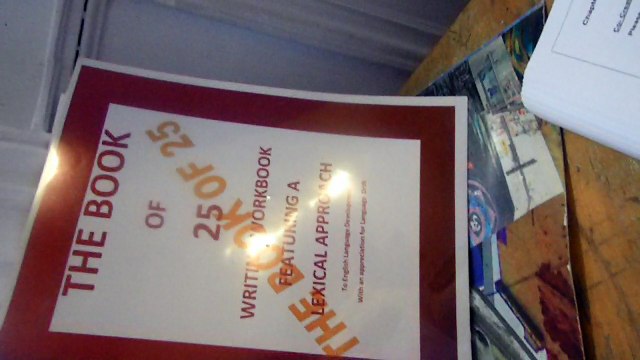 THE BOOK
OF
25
WRITING WORKBOOK
FEATURING A
LEXICAL APPROACH
To English Language Development
With an appreciation for Language Skills
THE BOOK OF 25